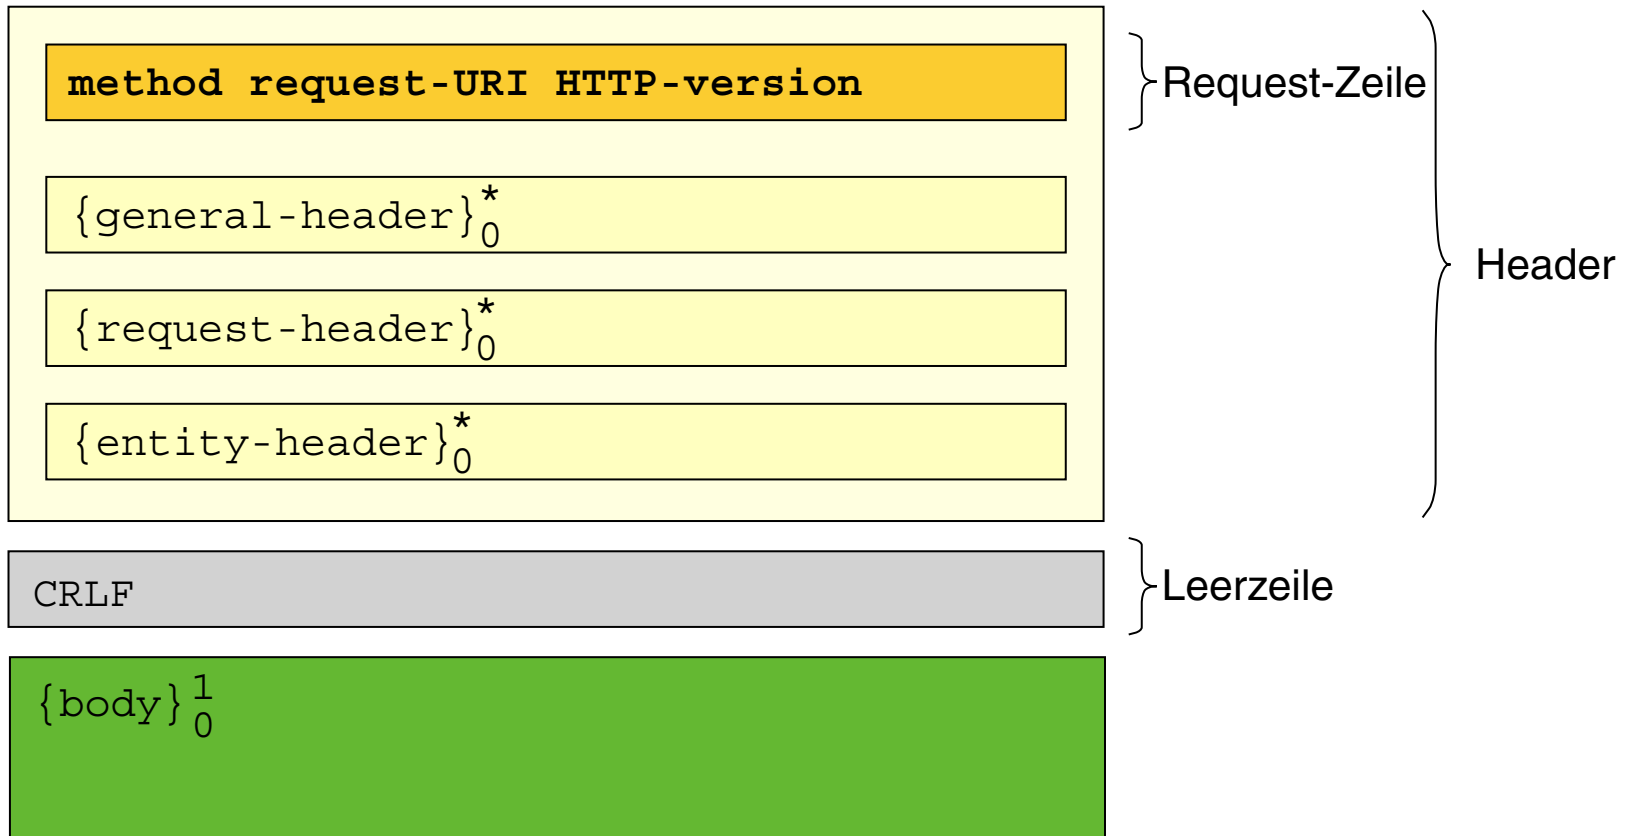 method request-URI HTTP-version
Request-Zeile
{general-header}*0
Header
{request-header}*0
{entity-header}*0
CRLF
Leerzeile
{body}10